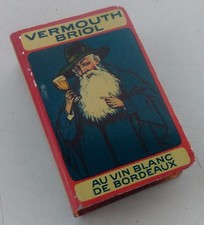 VERMOUTH
BRIOL
AU VIN BLANC
DE BORDEAUX